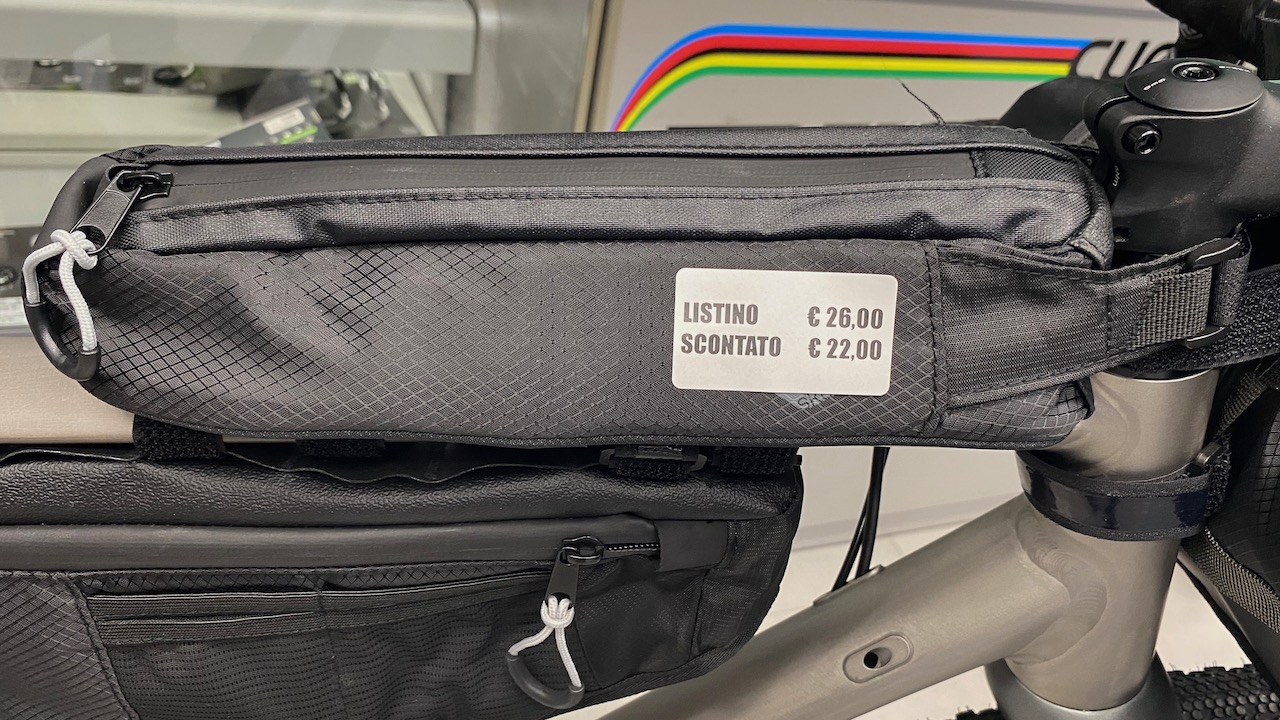 LISTINO € 26,00
SCONTATO € 22,00